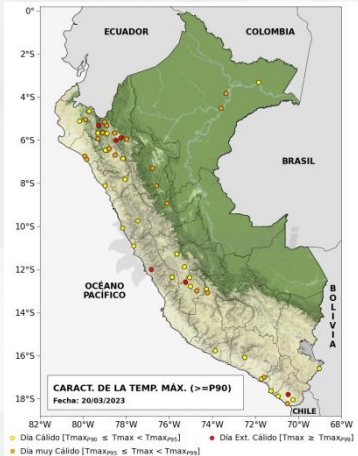 0°
2°S
4°S
6°S
8°S
10°S
12°S
14°S
16°S
18°S
ECUADOR
COLOMBIA
BRASIL
OCÉANO
PACÍFICO
BOLIVIA
CHILE
CARACT. DE LA TEMP. MÁX. (>=P90)
Fecha: 20/03/2023
82°W 80°W 78°W 76°W 74°W 72°W 70°W
Día Cálido [TmaxP90 ≤ Tmax < TmaxP95]
Día Ext. Cálido [Tmax ≥ TmaxP99]
Día muy Cálido [TmaxP95 ≤ Tmax < TmaxP99]